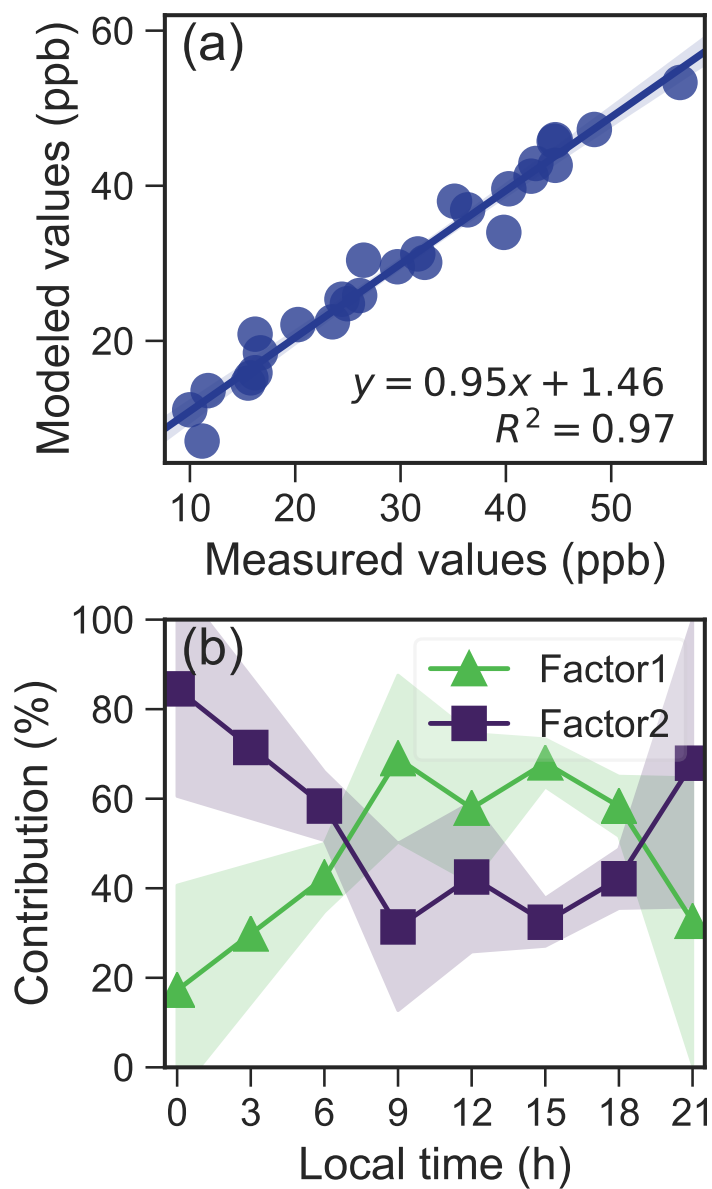 (a)
60
40
20
Modeled values (ppb)
y = 0.95x + 1.46
R² = 0.97
10 20 30 40 50
Measured values (ppb)
(b)
100
80
60
40
20
0
Contribution (%)
Factor1
Factor2
0 3 6 9 12 15 18 21
Local time (h)